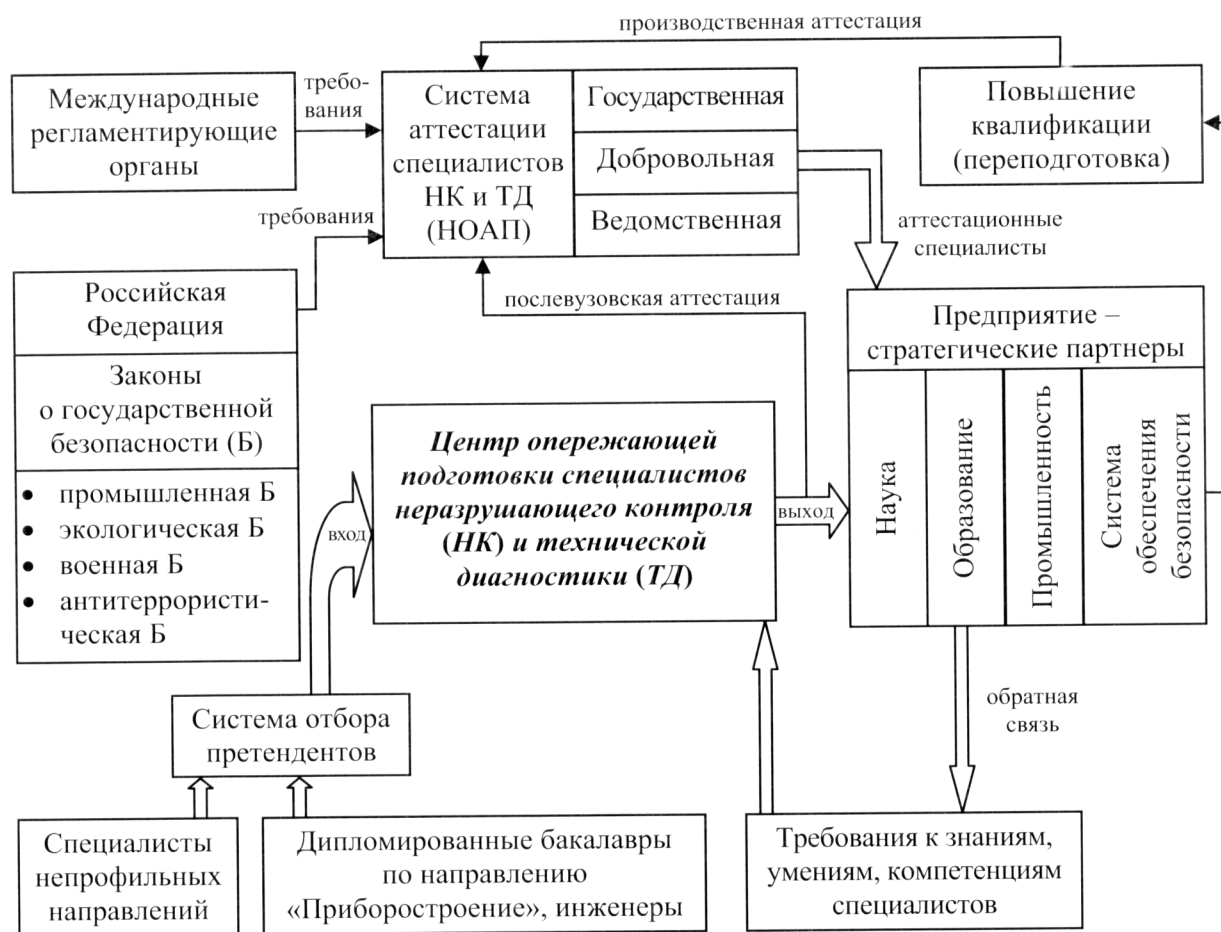 производственная аттестация
Международные
регламентирующие
органы
требо-
вания
Система
аттестации
специалистов
НК и ТД
(НОАП)
Государственная
Добровольная
Ведомственная
Повышение
квалификации
(переподготовка)
требования
аттестационные
специалисты
Российская
Федерация
Законы
о государственной
безопасности (Б)
• промышленная Б
• экологическая Б
• военная Б
• антитеррористи-
ческая Б
послевузовская аттестация
Предприятие –
стратегические партнеры
Наука
Образование
Промышленность
Система
обеспечения
безопасности
Центр опережающей
подготовки специалистов
неразрушающего контроля
(НК) и технической
диагностики (ТД)
вход
выход
Система отбора
претендентов
обратная
связь
Специалисты
непрофильных
направлений
Дипломированные бакалавры
по направлению
«Приборостроение», инженеры
Требования к знаниям,
умениям, компетенциям
специалистов